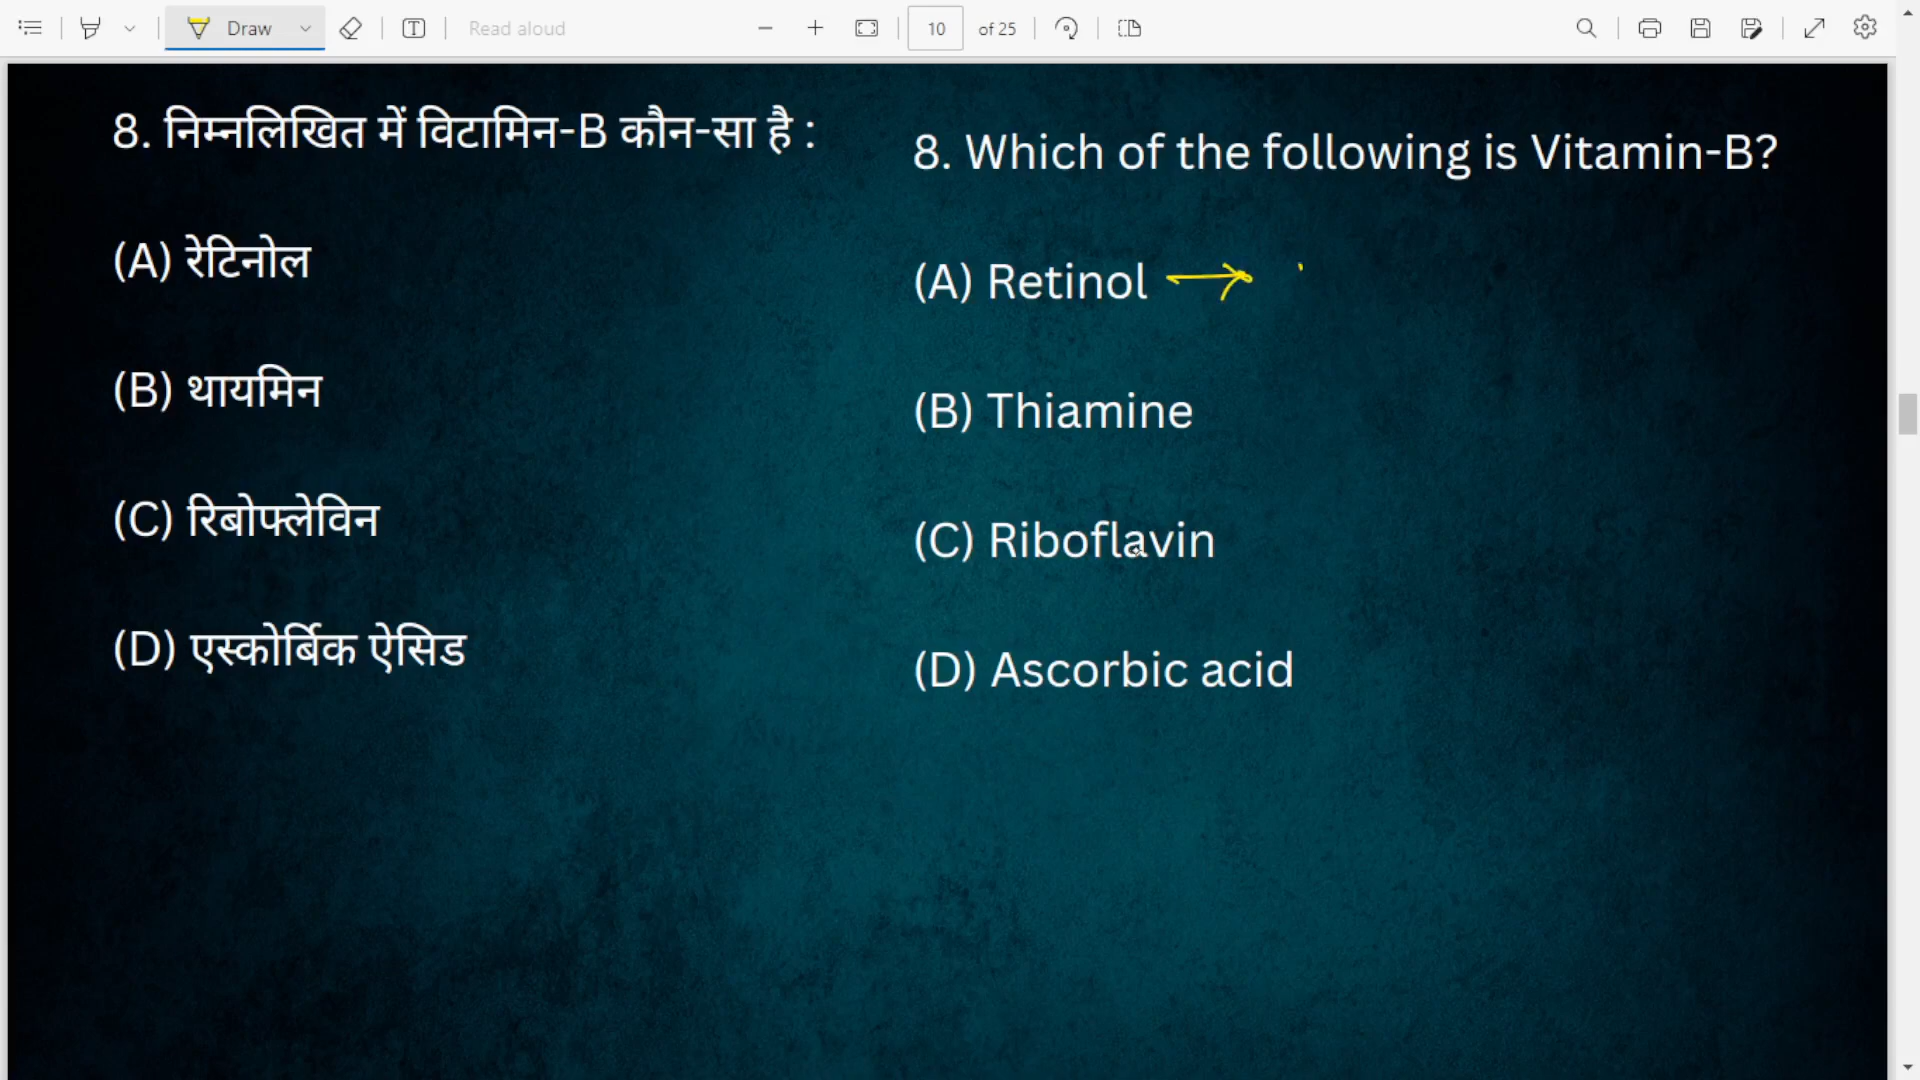 Draw
Read aloud
10 of 25
8. निम्नलिखित में विटामिन-B कौन-सा है :
(A) रेटिनोल
(B) थायमिन
(C) रिबोफ्लेविन
(D) एस्कोर्बिक ऐसिड
8. Which of the following is Vitamin-B?
(A) Retinol
(B) Thiamine
(C) Riboflavin
(D) Ascorbic acid